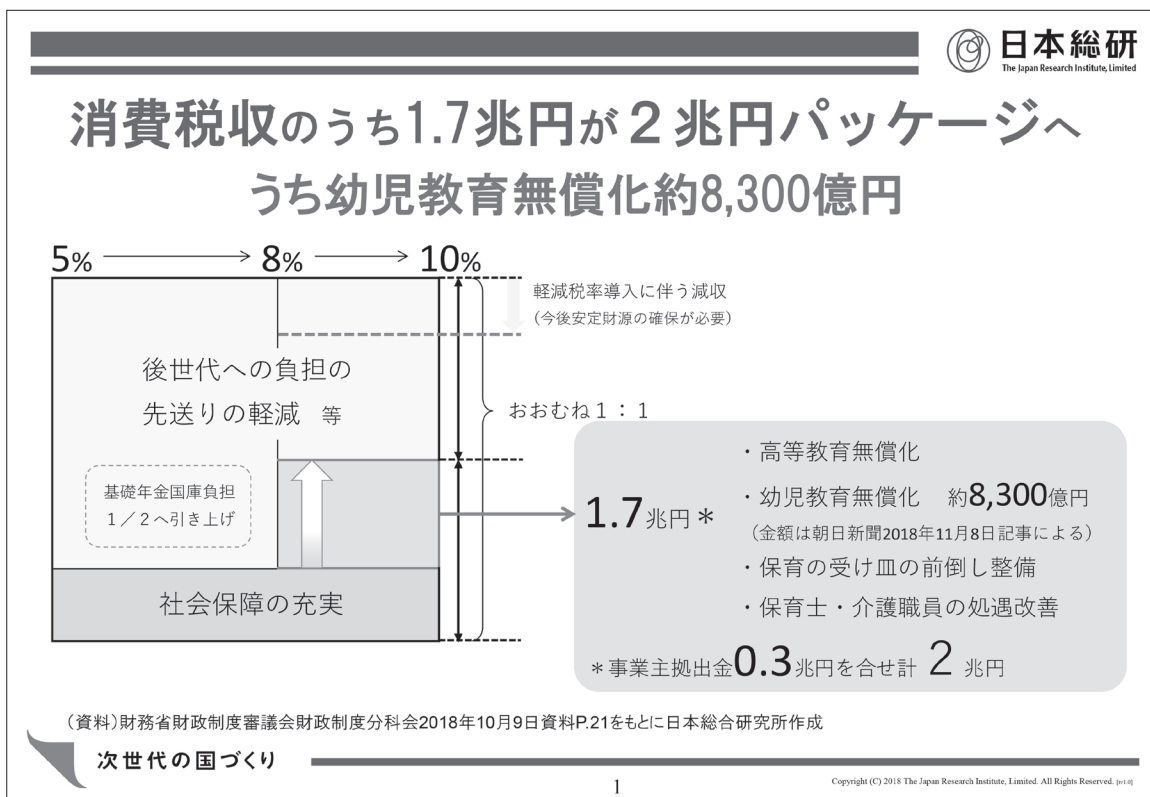 日本総研
The Japan Research Institute, Limited
消費税収のうち1.7兆円が２兆円パッケージへ
うち幼児教育無償化約8,300億円
5% 8% 10%
軽減税率導入に伴う減収
（今後安定財源の確保が必要）
後世代への負担の
先送りの軽減 等
おおむね１：１
基礎年金国庫負担
１／２へ引き上げ
社会保障の充実
1.7兆円＊
・高等教育無償化
・幼児教育無償化 約8,300億円
（金額は朝日新聞2018年11月8日記事による）
・保育の受け皿の前倒し整備
・保育士・介護職員の処遇改善
＊事業主拠出金0.3兆円を合せ計 2 兆円
（資料）財務省財政制度審議会財政制度分科会2018年10月9日資料P.21をもとに日本総合研究所作成
次世代の国づくり
1
Copyright (C) 2018 The Japan Research Institute, Limited. All Rights Reserved.